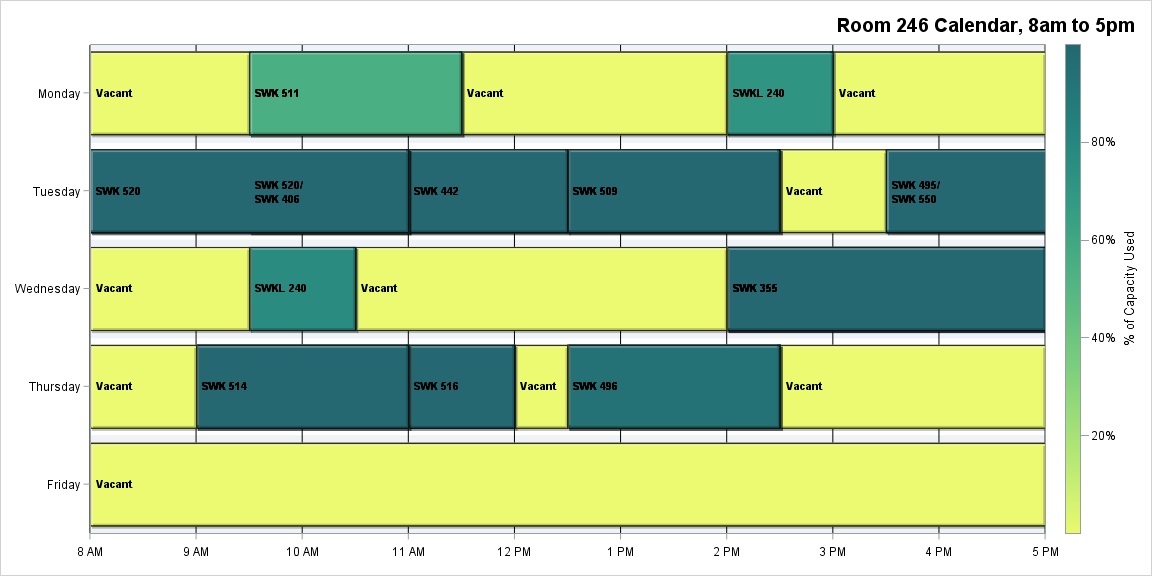 Room 246 Calendar, 8am to 5pm
Monday
Vacant
SWK 511
Vacant
SWKL 240
Vacant
Tuesday
SWK 520
SWK 520/
SWK 406
SWK 442
SWK 509
Vacant
SWK 495/
SWK 550
Wednesday
Vacant
SWKL 240
Vacant
SWK 355
Thursday
Vacant
SWK 514
SWK 516
Vacant
SWK 496
Vacant
Friday
Vacant
8 AM
9 AM
10 AM
11 AM
12 PM
1 PM
2 PM
3 PM
4 PM
5 PM
80%
60%
40%
20%
% of Capacity Used